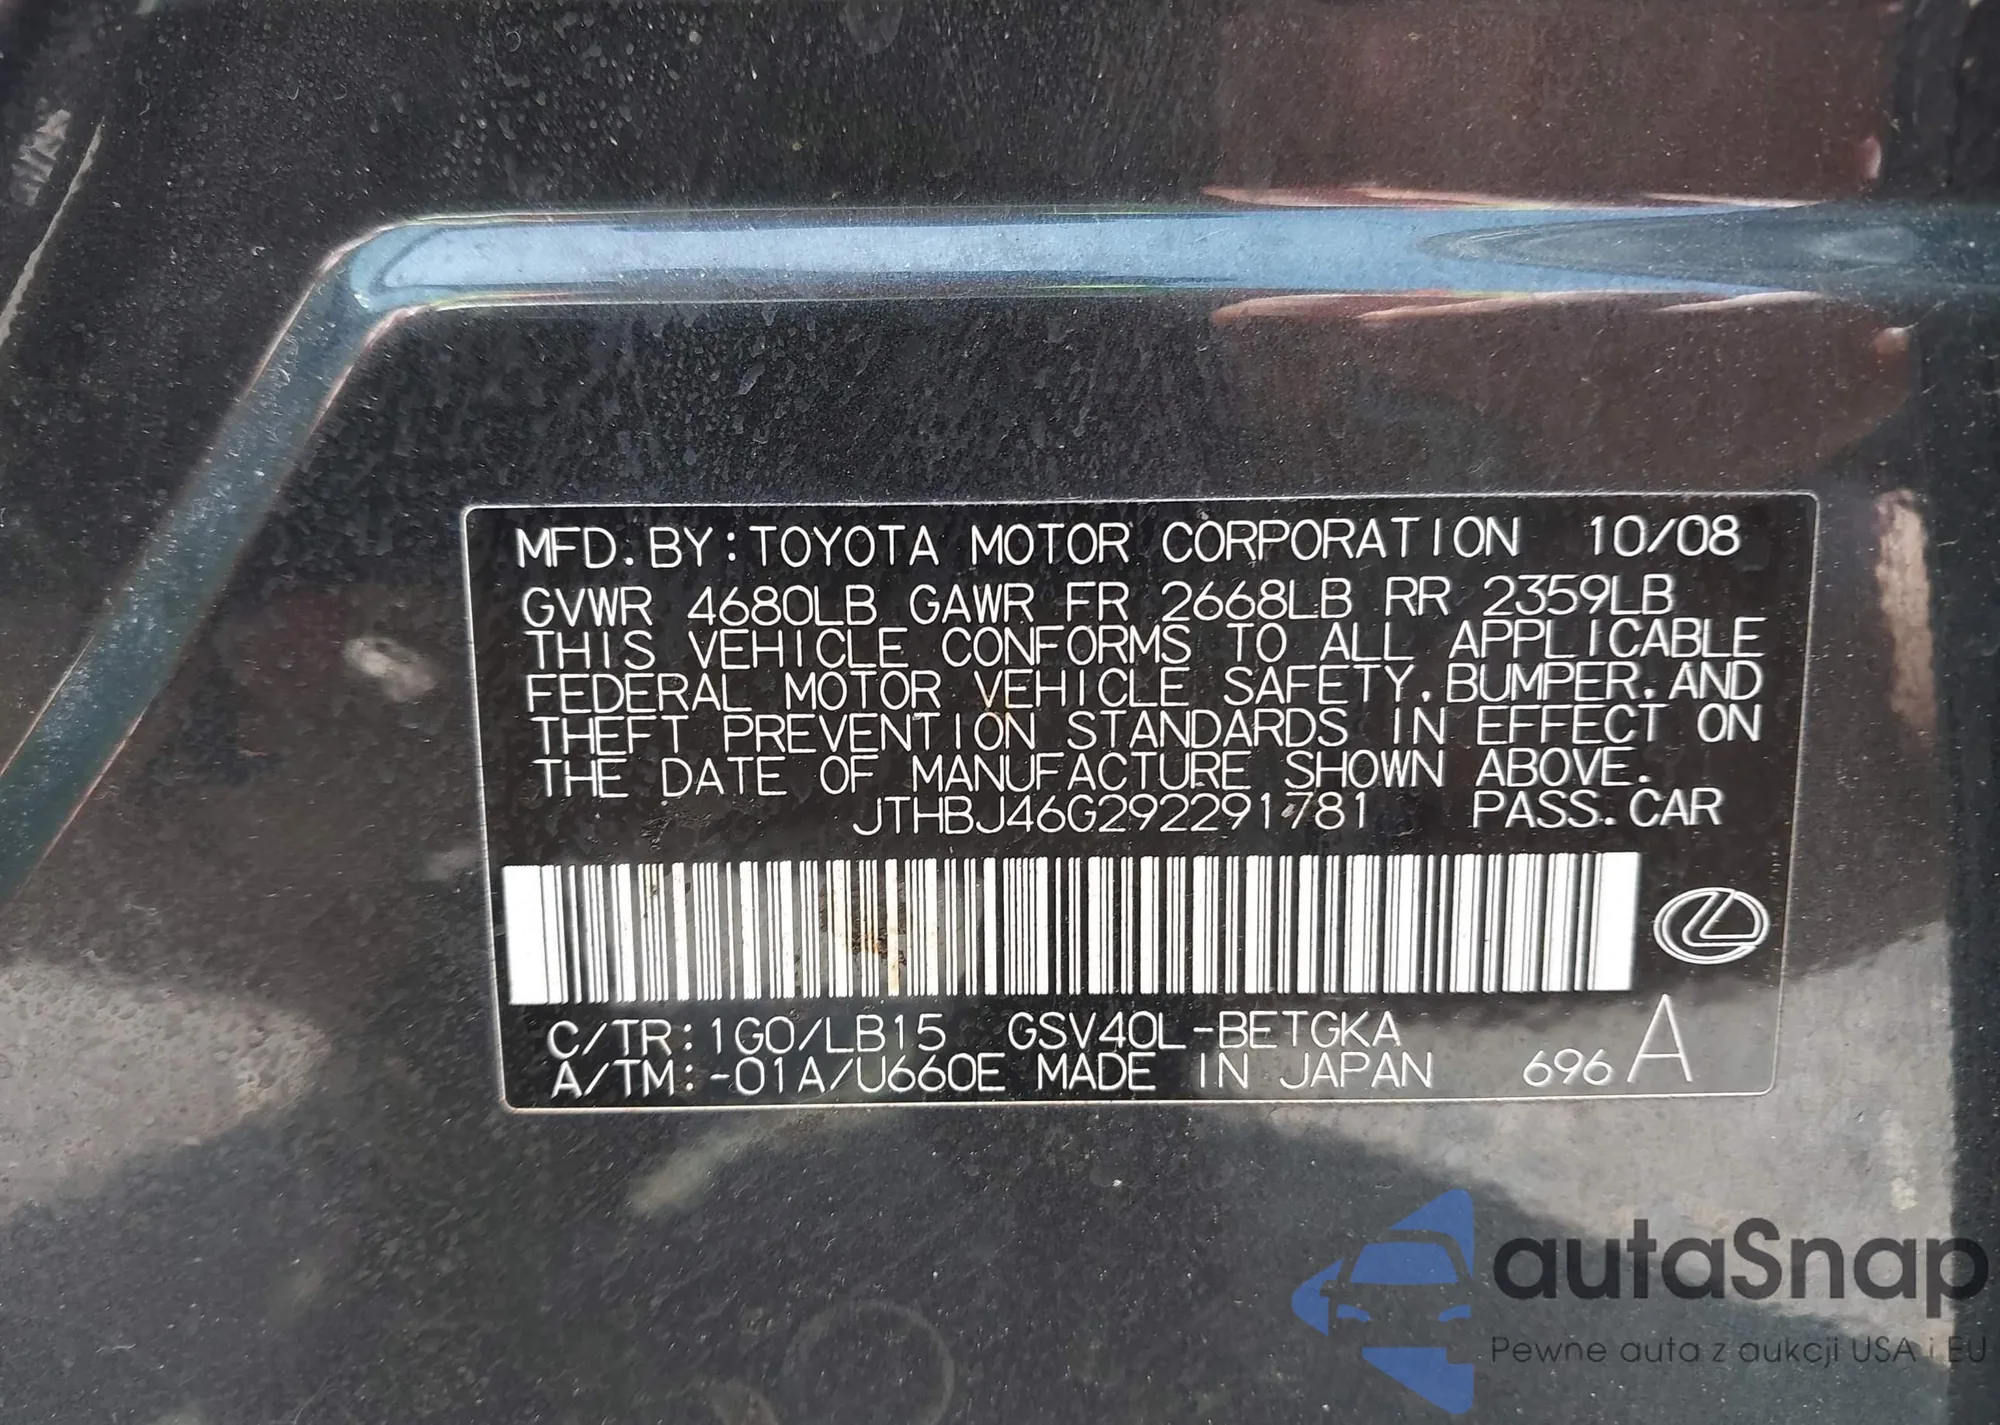 MFD. BY: TOYOTA MOTOR CORPORATION 10/08
GVWR 4680LB GAWR FR 2668LB RR 2359LB
THIS VEHICLE CONFORMS TO ALL APPLICABLE
FEDERAL MOTOR VEHICLE SAFETY, BUMPER, AND
THEFT PREVENTION STANDARDS IN EFFECT ON
THE DATE OF MANUFACTURE SHOWN ABOVE.
JTHBJ46G292291781 PASS. CAR
C/TR: 1G0/LB15 GSV40L-BETGKA
A/TM: -01A/U660E MADE IN JAPAN 696 A
autaSnap
Pewne auta z aukcji USA i EU